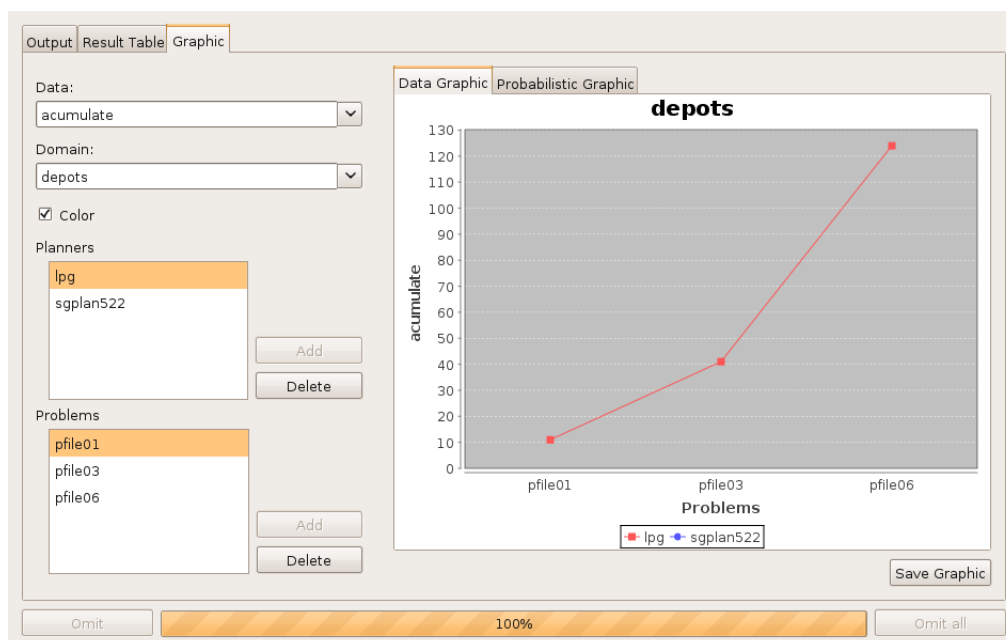 Output Result Table Graphic
Data:
acumulate
Domain:
depots
Color
Planners
lpg
sgplan522
Add
Delete
Problems
pfile01
pfile03
pfile06
Add
Delete
Data Graphic Probabilistic Graphic
depots
130
120
110
100
90
80
70
60
50
40
30
20
10
0
acumulate
pfile01 pfile03 pfile06
Problems
lpg sgplan522
Save Graphic
Omit 100% Omit all